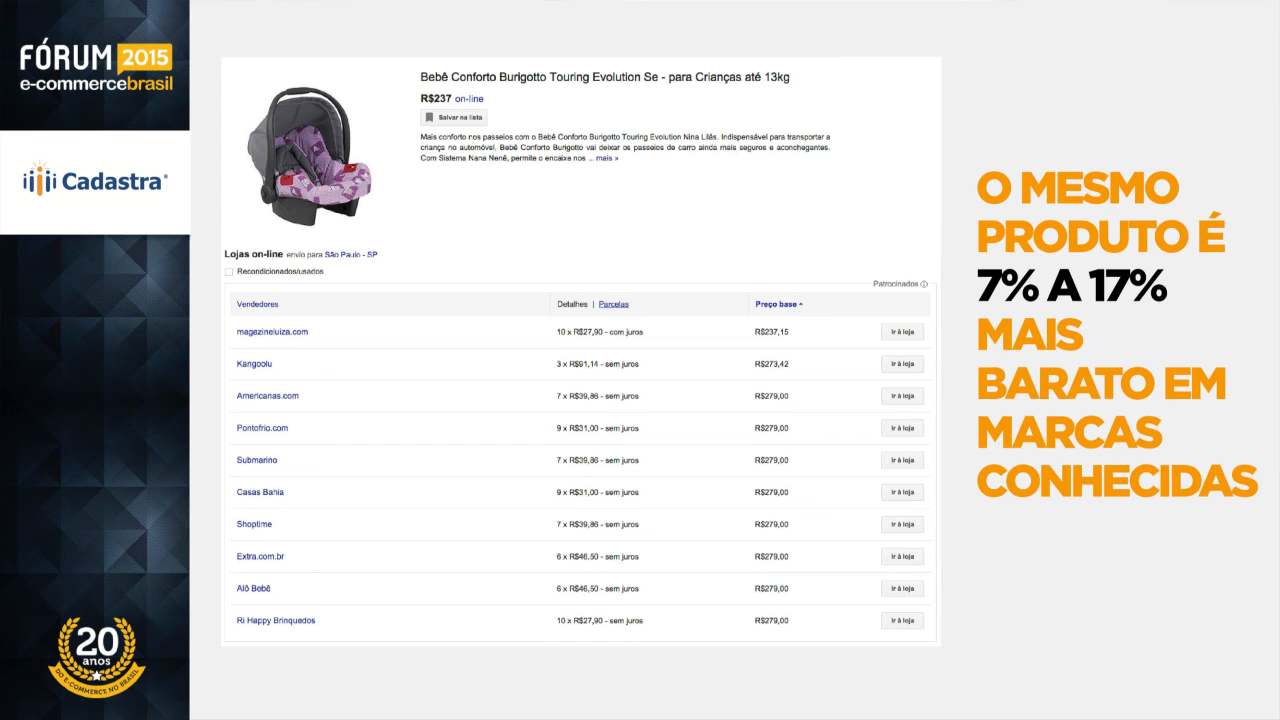 FÓRUM 2015
e-commercebrasil
Cadastra®
20
anos
DO E-COMMERCE NO BRASIL
Bebê Conforto Burigotto Touring Evolution Se - para Crianças até 13kg
R$237 on-line
Salvar na lista
Mais conforto nos passeios com o Bebê Conforto Burigotto Touring Evolution Nina Lilás. Indispensável para transportar a
criança no automóvel, Bebê Conforto Burigotto vai deixar os passeios de carro ainda mais seguros e aconchegantes.
Com Sistema Nana Nenê, permite o encaixe nos ... mais »
Lojas on-line envio para São Paulo - SP
Recondicionados/usados
Patrocinados
Vendedores Detalhes | Parcelas Preço base
magazineluiza.com 10 x R$27,90 - com juros R$237,15 Ir à loja
Kangoolu 3 x R$91,14 - sem juros R$273,42 Ir à loja
Americanas.com 7 x R$39,86 - sem juros R$279,00 Ir à loja
Pontofrio.com 9 x R$31,00 - sem juros R$279,00 Ir à loja
Submarino 7 x R$39,86 - sem juros R$279,00 Ir à loja
Casas Bahia 9 x R$31,00 - sem juros R$279,00 Ir à loja
Shoptime 7 x R$39,86 - sem juros R$279,00 Ir à loja
Extra.com.br 6 x R$46,50 - sem juros R$279,00 Ir à loja
Alô Bebê 6 x R$46,50 - sem juros R$279,00 Ir à loja
Ri Happy Brinquedos 10 x R$27,90 - sem juros R$279,00 Ir à loja
O MESMO
PRODUTO É
7% A 17%
MAIS
BARATO EM
MARCAS
CONHECIDAS